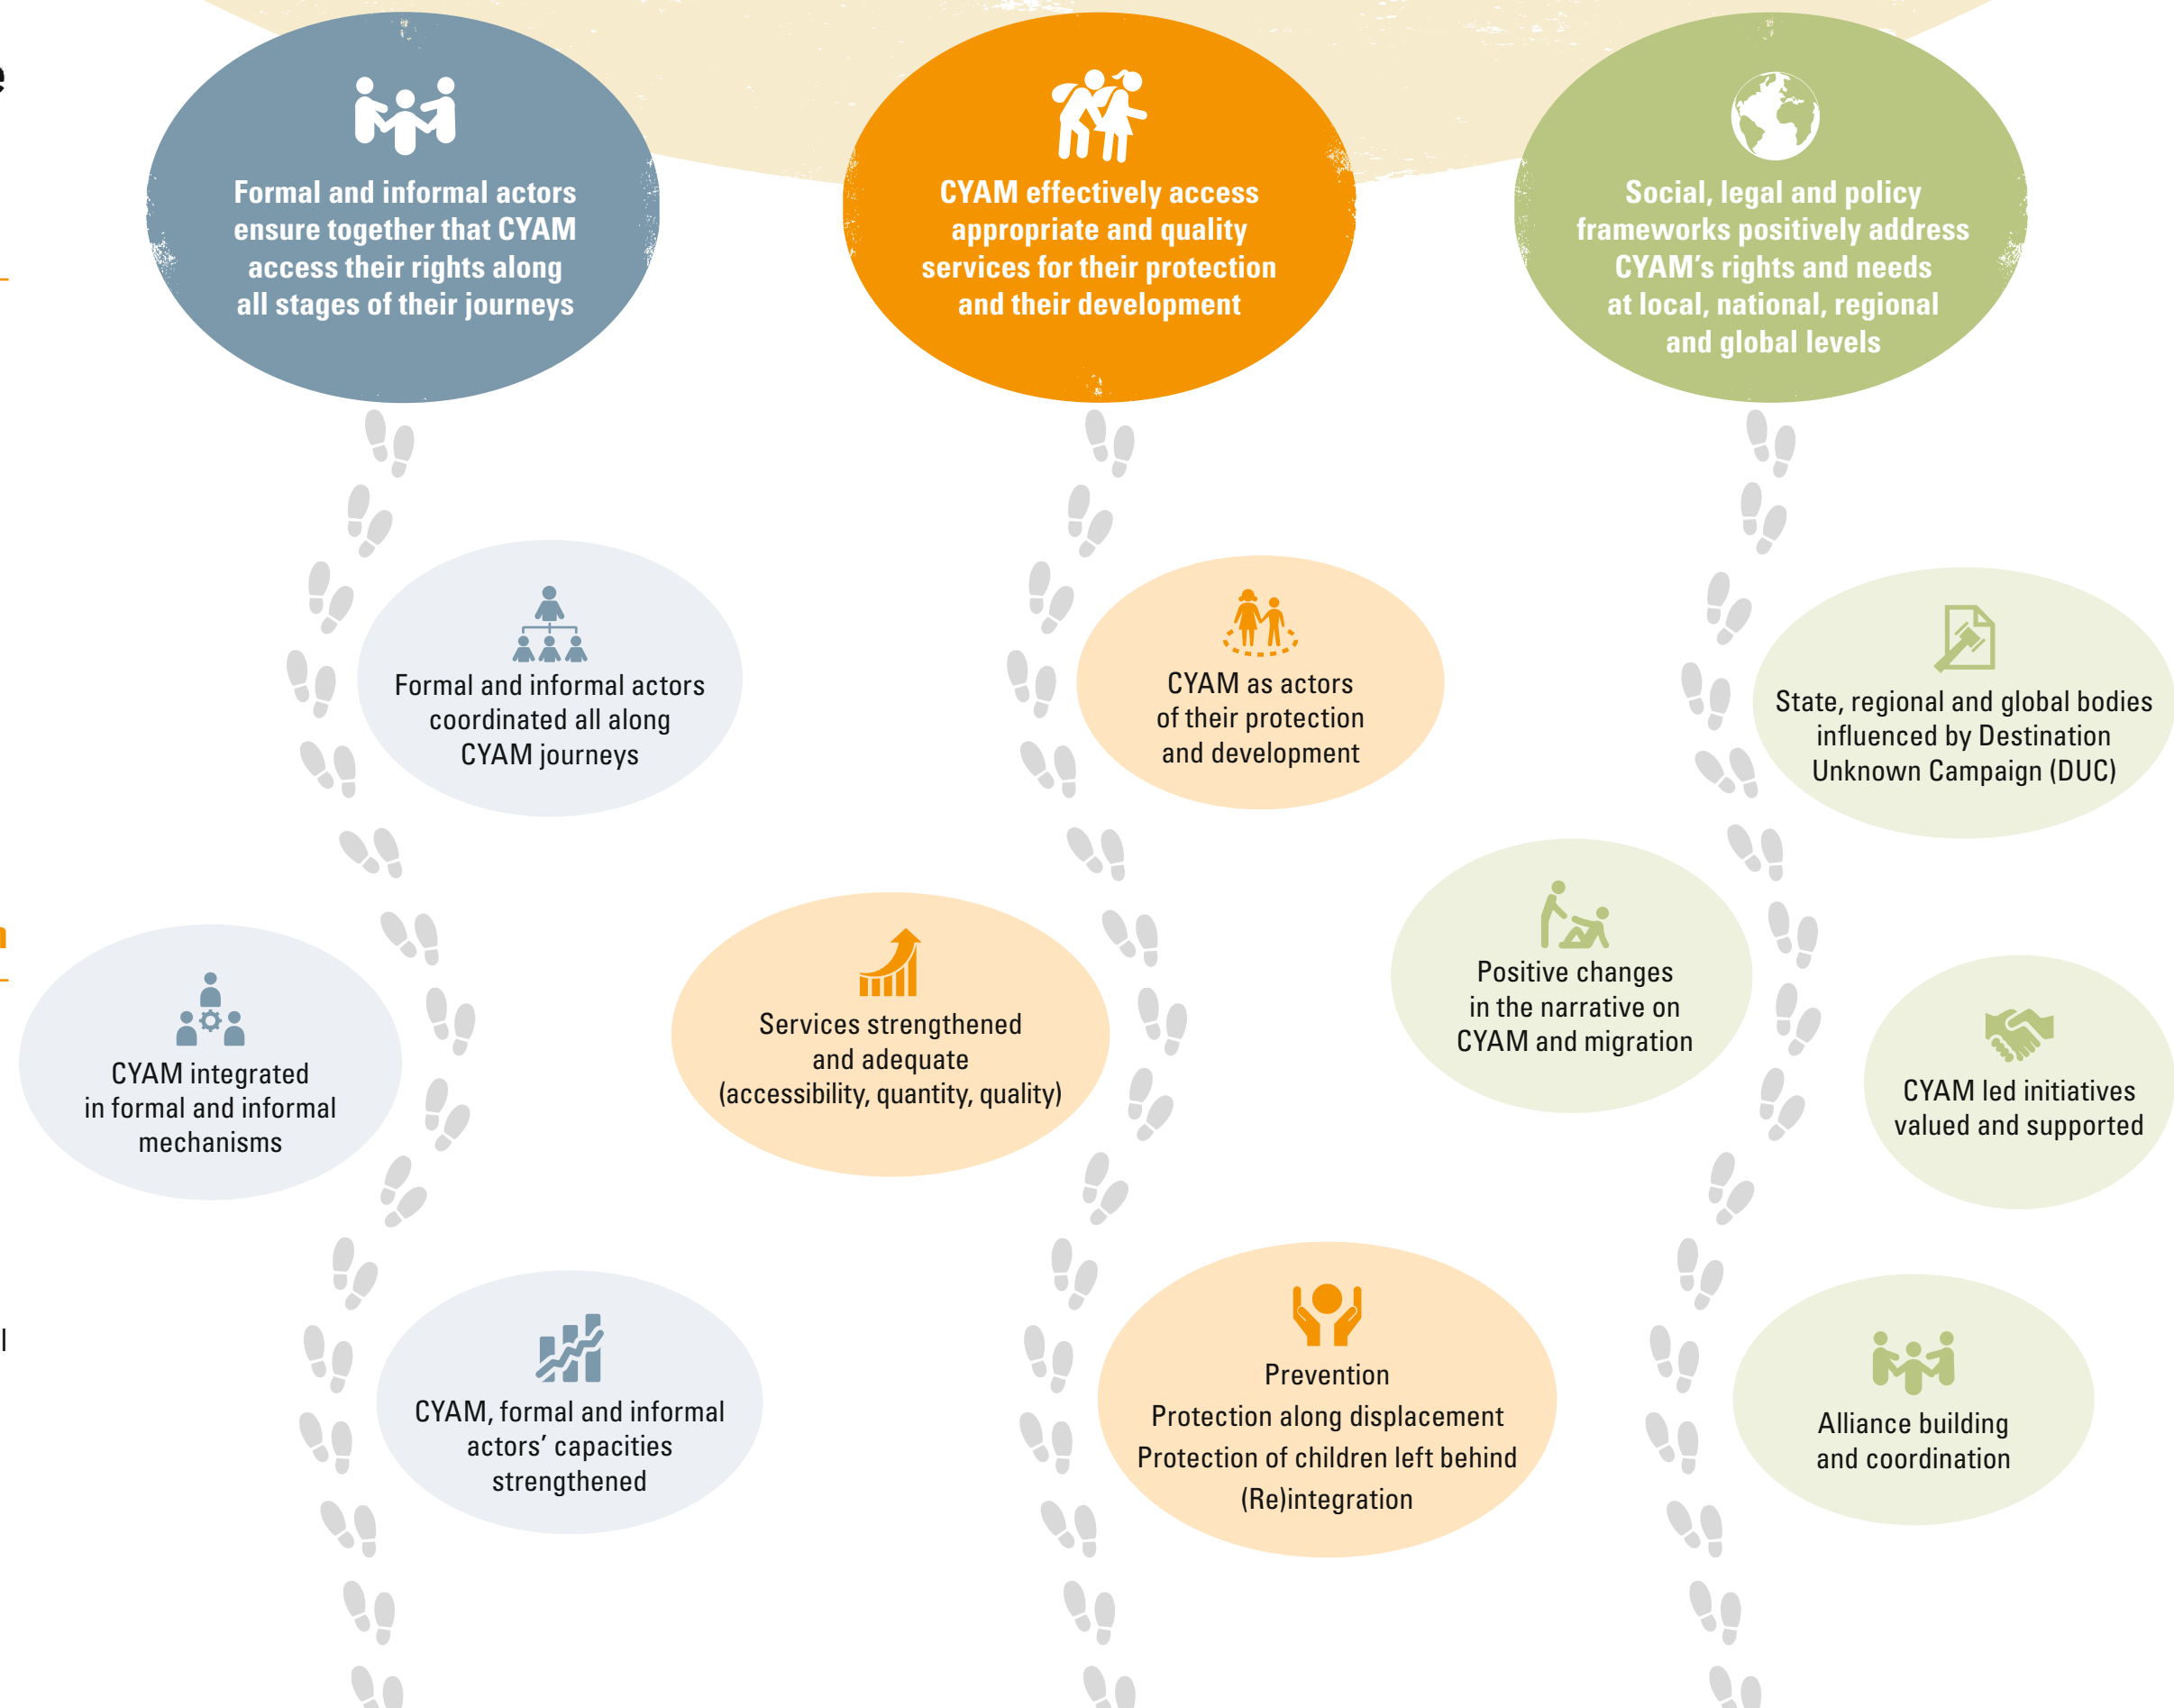 Formal and informal actors
ensure together that CYAM
access their rights along
all stages of their journeys
CYAM effectively access
appropriate and quality
services for their protection
and their development
Social, legal and policy
frameworks positively address
CYAM’s rights and needs
at local, national, regional
and global levels
Formal and informal actors
coordinated all along
CYAM journeys
CYAM as actors
of their protection
and development
State, regional and global bodies
influenced by Destination
Unknown Campaign (DUC)
CYAM integrated
in formal and informal
mechanisms
Services strengthened
and adequate
(accessibility, quantity, quality)
Positive changes
in the narrative on
CYAM and migration
CYAM led initiatives
valued and supported
CYAM, formal and informal
actors’ capacities
strengthened
Prevention
Protection along displacement
Protection of children left behind
(Re)integration
Alliance building
and coordination